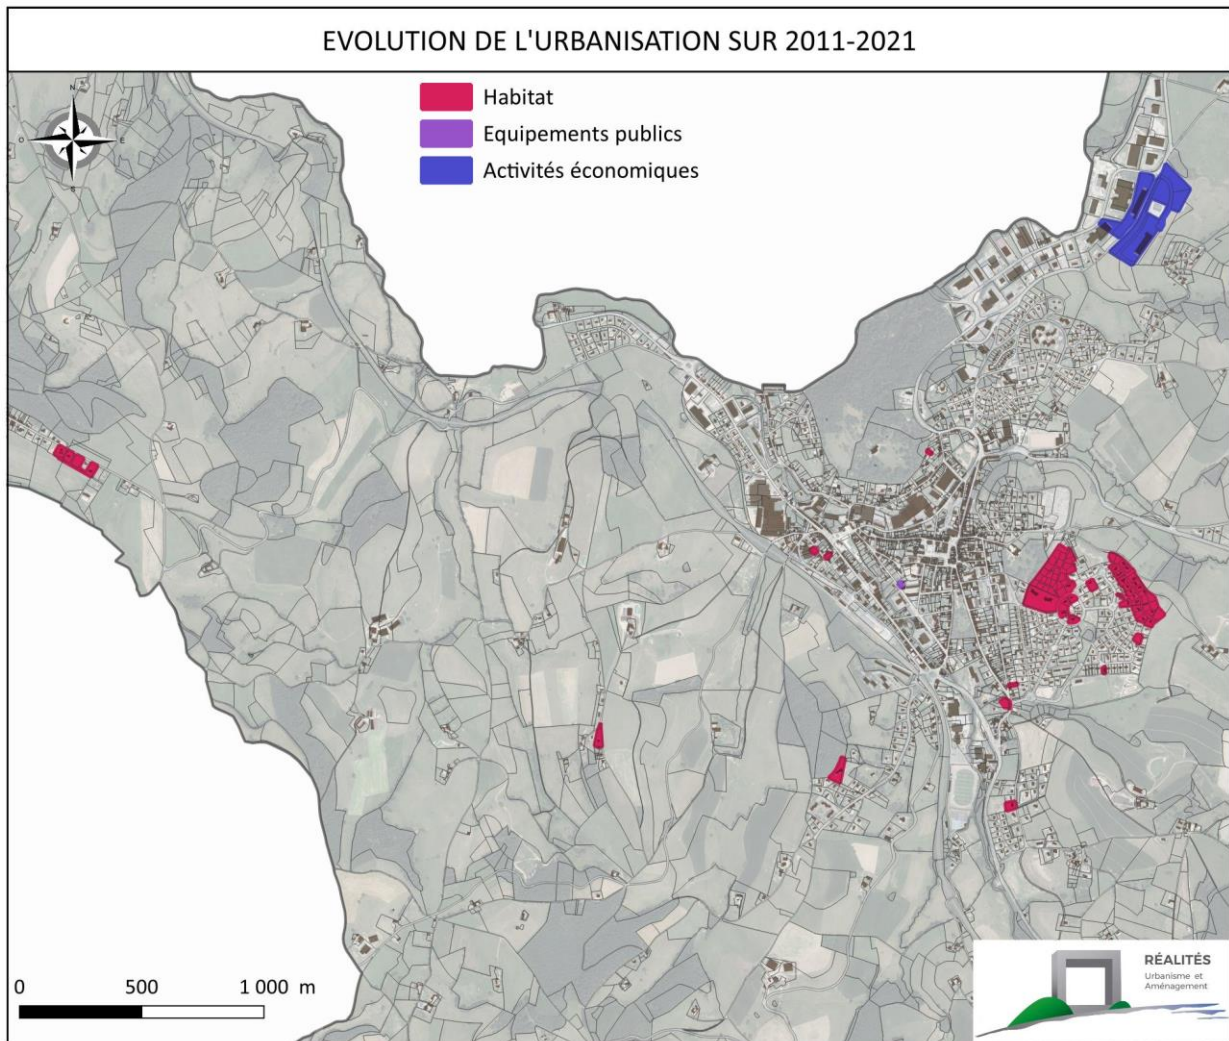 EVOLUTION DE L'URBANISATION SUR 2011-2021
Habitat
Equipements publics
Activités économiques
N
O
E
S
0 500 1 000 m
RÉALITÉS
Urbanisme et
Aménagement